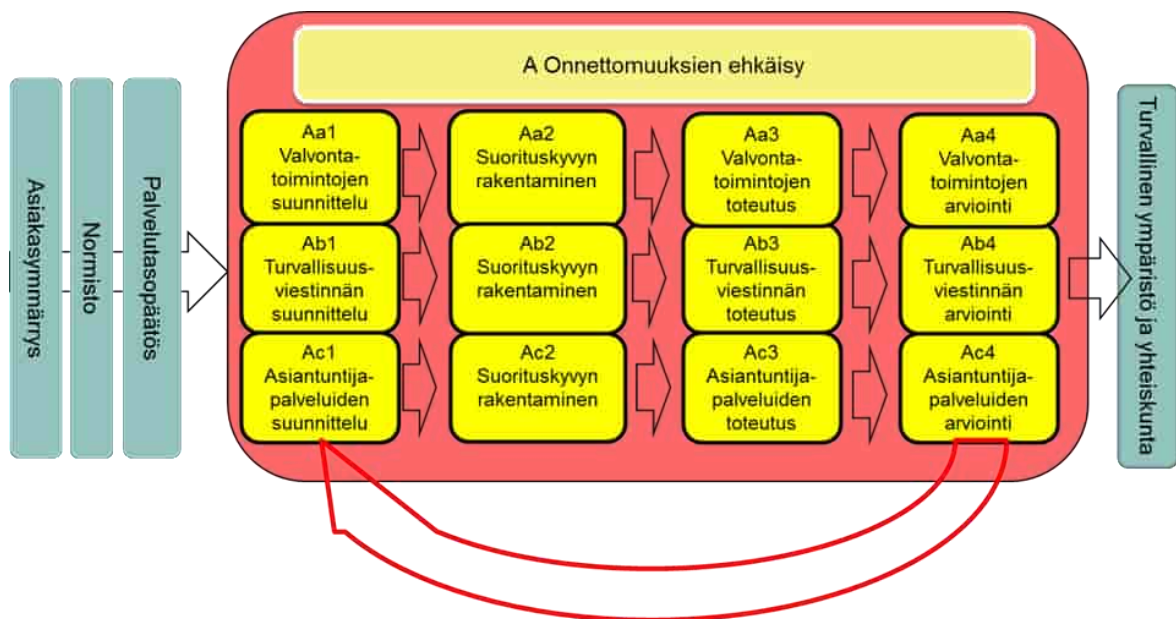 Asiakasymmärrys
Normisto
Palvelutasopäätös
A Onnettomuuksien ehkäisy
Aa1
Valvonta-
toimintojen
suunnittelu
Aa2
Suorituskyvyn
rakentaminen
Aa3
Valvonta-
toimintojen
toteutus
Aa4
Valvonta-
toimintojen
arviointi
Ab1
Turvallisuus-
viestinnän
suunnittelu
Ab2
Suorituskyvyn
rakentaminen
Ab3
Turvallisuus-
viestinnän
toteutus
Ab4
Turvallisuus-
viestinnän
arviointi
Ac1
Asiantuntija-
palveluiden
suunnittelu
Ac2
Suorituskyvyn
rakentaminen
Ac3
Asiantuntija-
palveluiden
toteutus
Ac4
Asiantuntija-
palveluiden
arviointi
Turvallinen ympäristö ja yhteiskunta